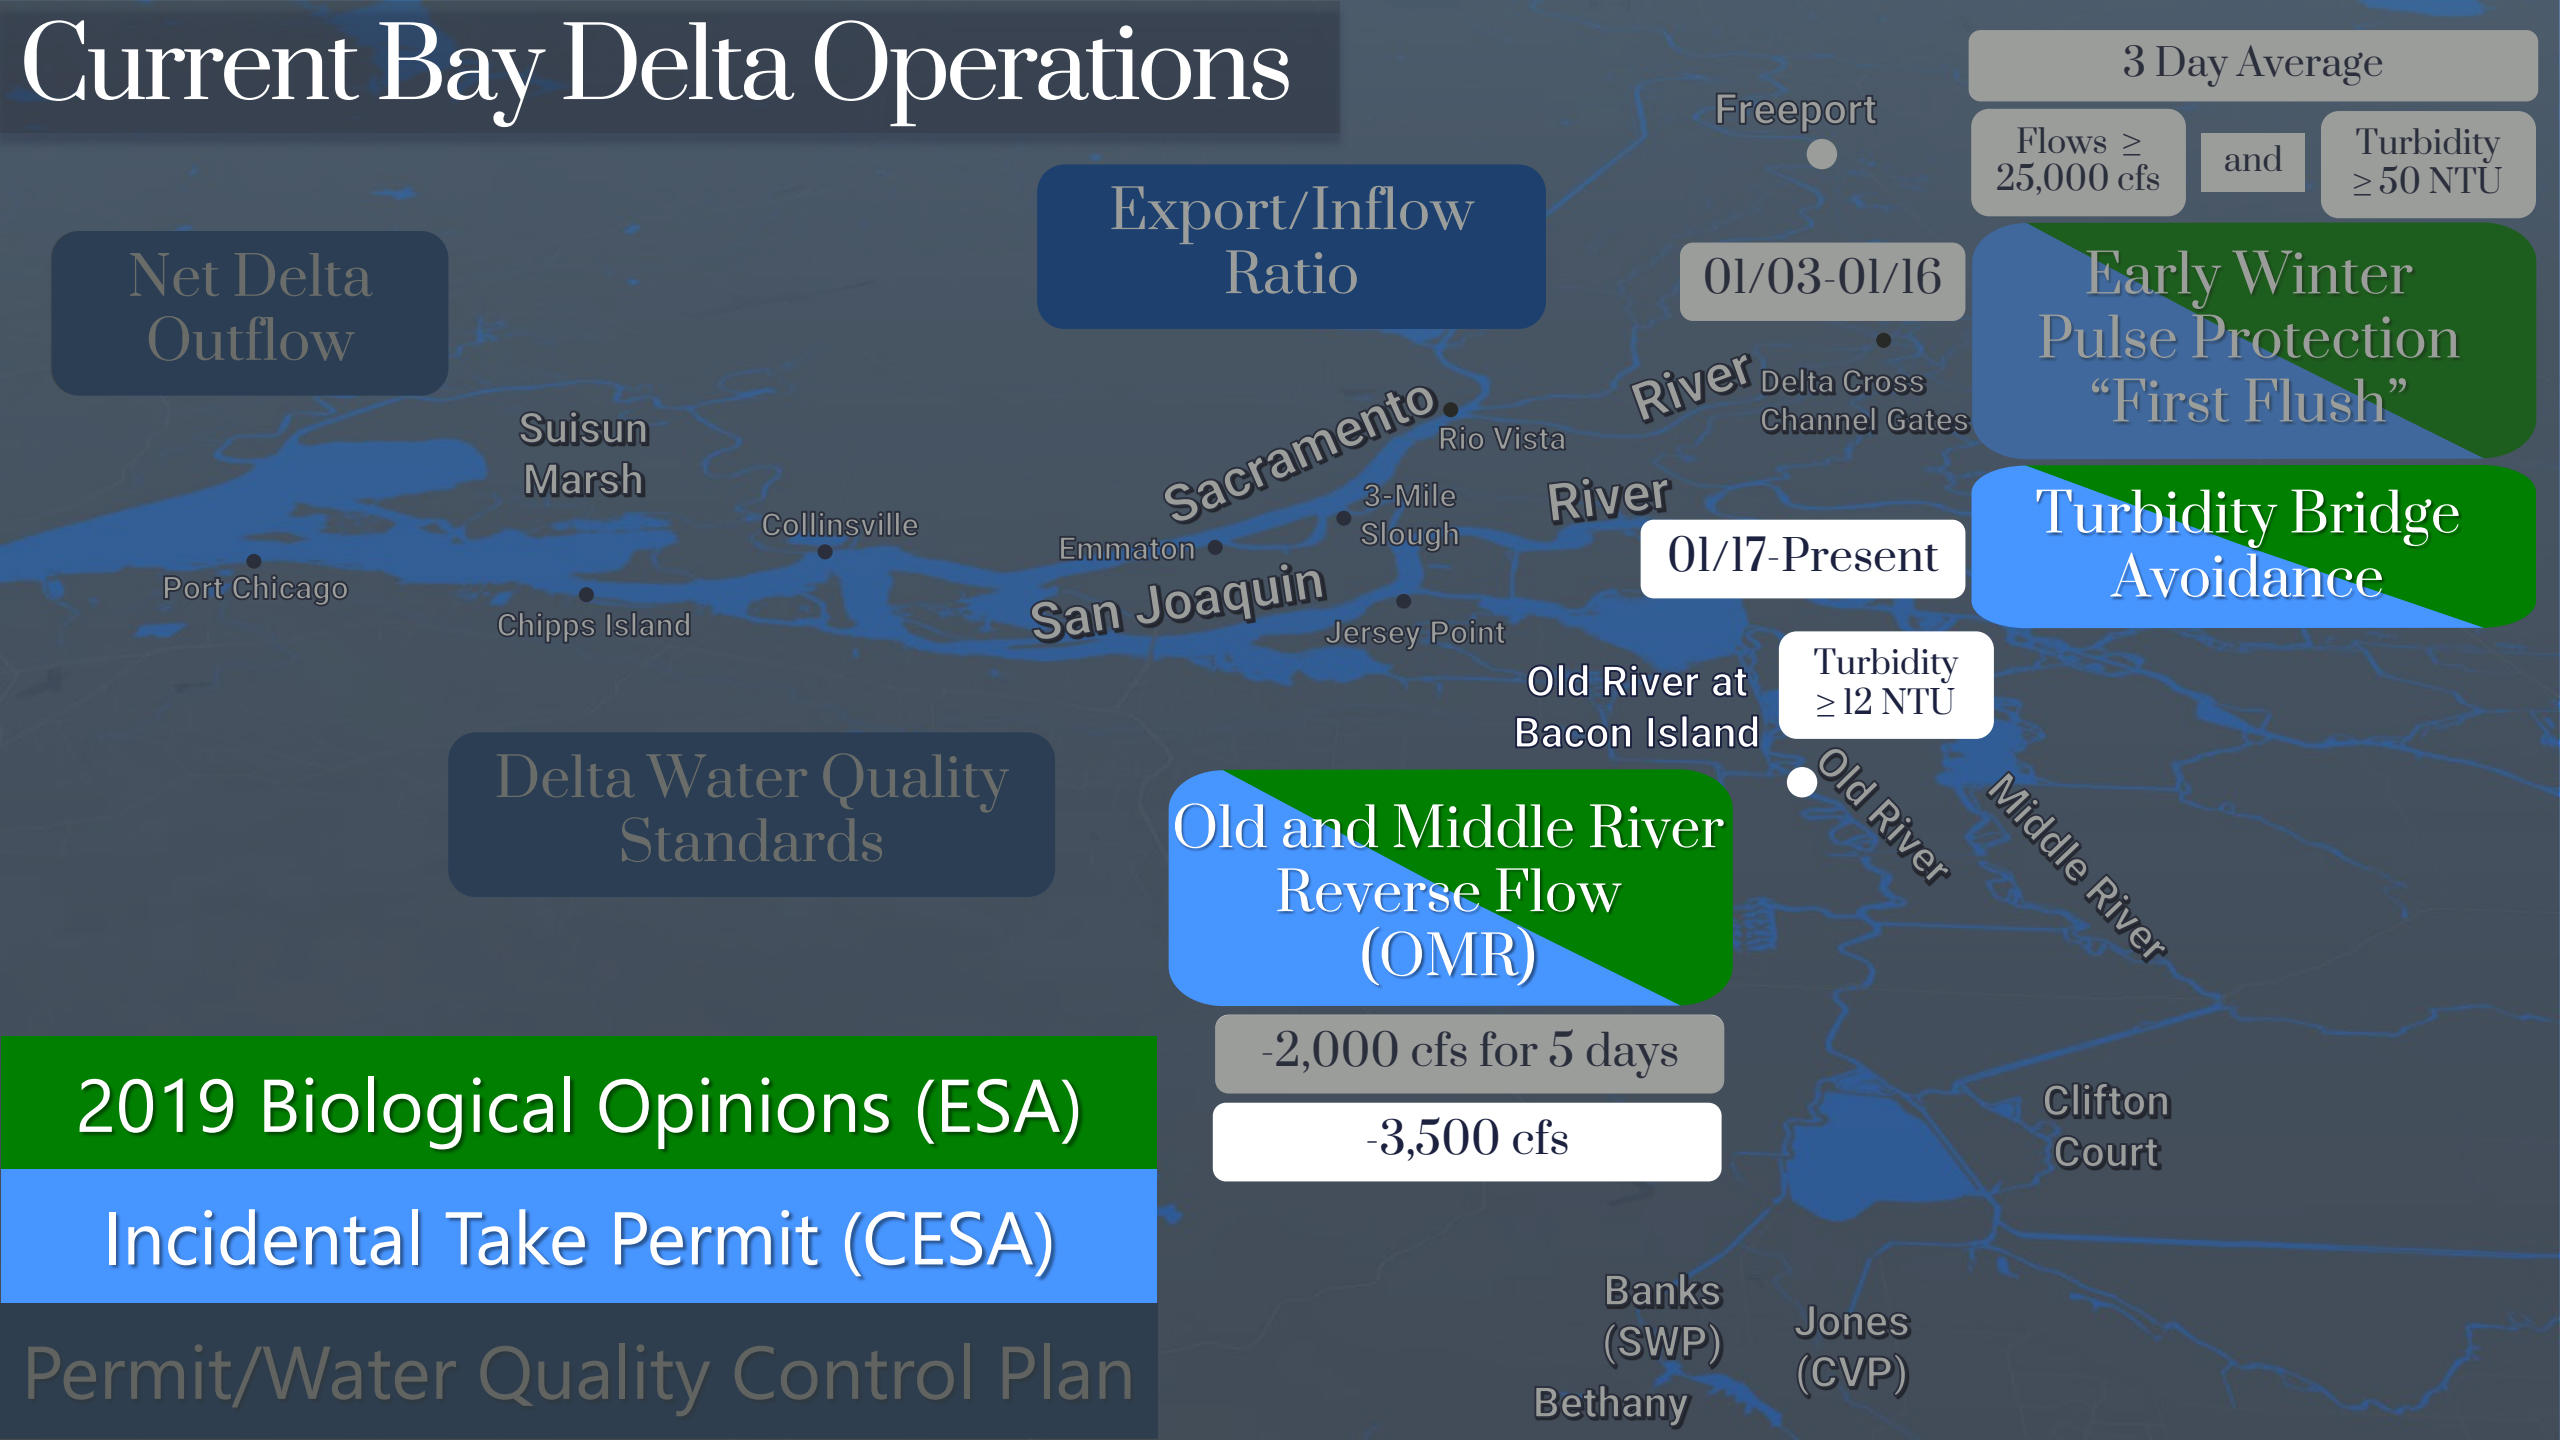 Current Bay Delta Operations
3 Day Average
Freeport
Flows ≥
25,000 cfs
and
Turbidity
≥ 50 NTU
Export/Inflow
Ratio
Net Delta
Outflow
01/03-01/16
Early Winter
Pulse Protection
“First Flush”
Sacramento
River
Delta Cross
Channel Gates
Rio Vista
Suisun
Marsh
3-Mile
Slough
River
Collinsville
Emmaton
01/17-Present
Turbidity Bridge
Avoidance
Port Chicago
Chipps Island
San Joaquin
Jersey Point
Old River at
Bacon Island
Turbidity
≥ 12 NTU
Delta Water Quality
Standards
Old River
Middle River
Old and Middle River
Reverse Flow
(OMR)
-2,000 cfs for 5 days
-3,500 cfs
2019 Biological Opinions (ESA)
Incidental Take Permit (CESA)
Permit/Water Quality Control Plan
Clifton
Court
Banks
(SWP)
Jones
(CVP)
Bethany